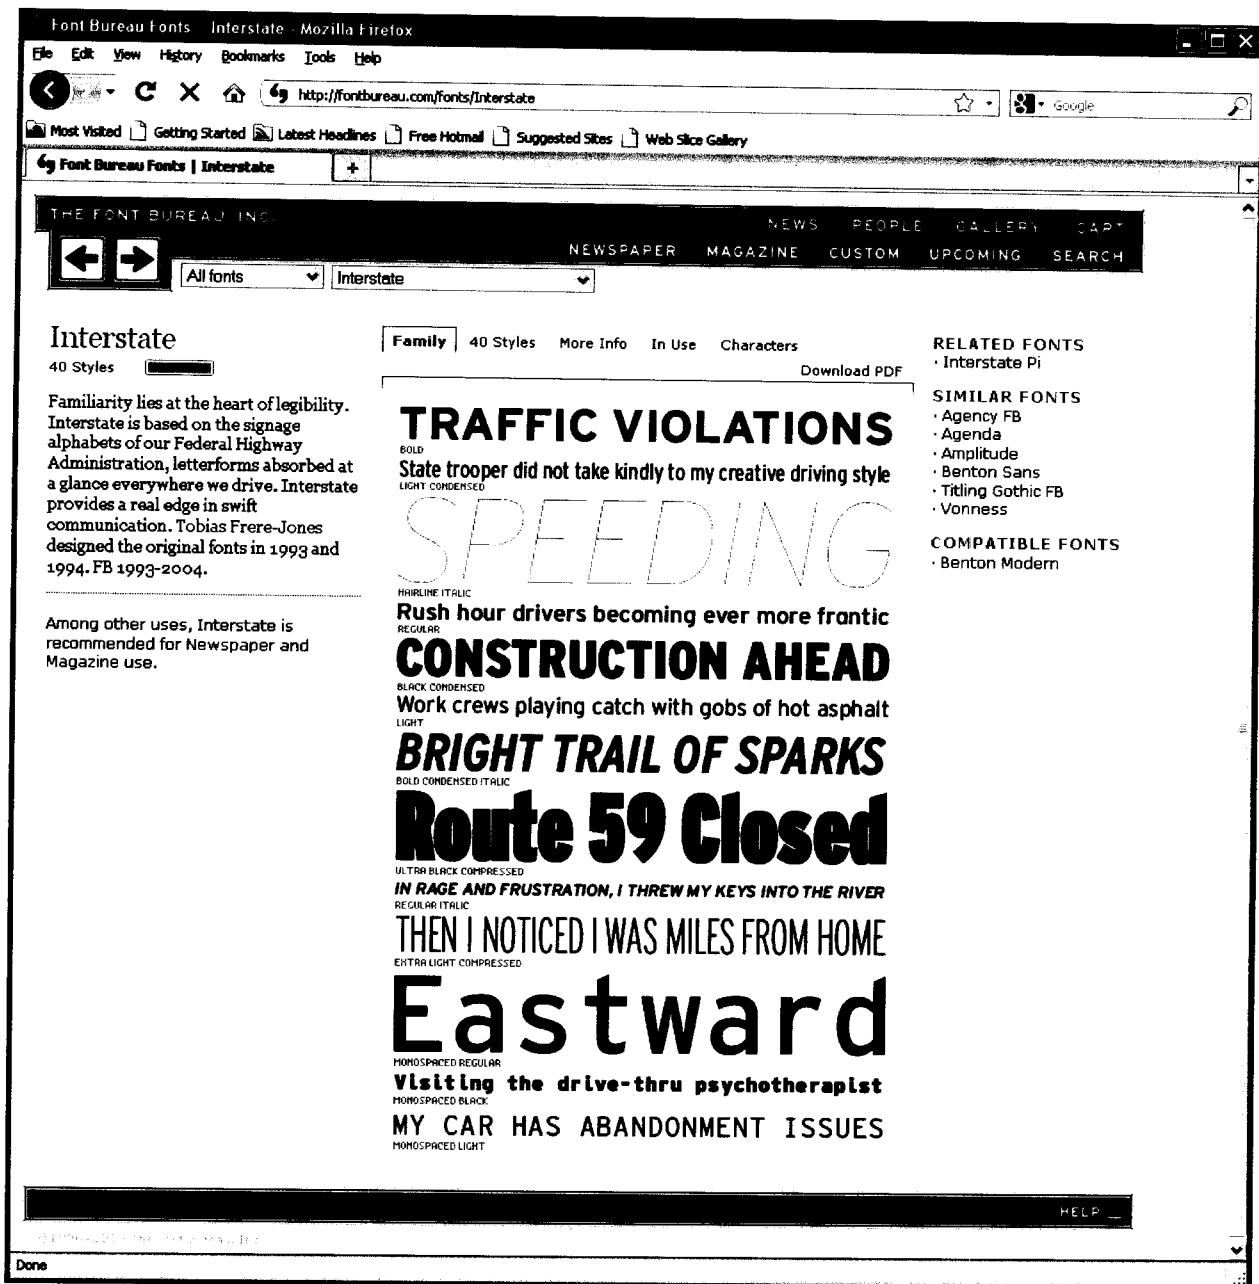 Font Bureau Fonts Interstate - Mozilla Firefox
File Edit View History Bookmarks Tools Help
http://fontbureau.com/fonts/Interstate
Google
Most Visited Getting Started Latest Headlines Free Hotmail Suggested Sites Web Slice Gallery
Font Bureau Fonts | Interstate +
THE FONT BUREAU, INC.
NEWS PEOPLE GALLERY CART
NEWSPAPER MAGAZINE CUSTOM UPCOMING SEARCH
All fonts Interstate
Interstate
40 Styles
Familiarity lies at the heart of legibility.
Interstate is based on the signage
alphabets of our Federal Highway
Administration, letterforms absorbed at
a glance everywhere we drive. Interstate
provides a real edge in swift
communication. Tobias Frere-Jones
designed the original fonts in 1993 and
1994. FB 1993-2004.
Among other uses, Interstate is
recommended for Newspaper and
Magazine use.
Family 40 Styles More Info In Use Characters
Download PDF
TRAFFIC VIOLATIONS
BOLD
State trooper did not take kindly to my creative driving style
LIGHT CONDENSED
SPEEDING
HAIRLINE ITALIC
Rush hour drivers becoming ever more frantic
REGULAR
CONSTRUCTION AHEAD
BLACK CONDENSED
Work crews playing catch with gobs of hot asphalt
LIGHT
BRIGHT TRAIL OF SPARKS
BOLD CONDENSED ITALIC
Route 59 Closed
ULTRA BLACK COMPRESSED
IN RAGE AND FRUSTRATION, I THREW MY KEYS INTO THE RIVER
REGULAR ITALIC
THEN I NOTICED I WAS MILES FROM HOME
EXTRA LIGHT COMPRESSED
Eastward
MONOSPACED REGULAR
Visiting the drive-thru psychotherapist
MONOSPACED BLACK
MY CAR HAS ABANDONMENT ISSUES
MONOSPACED LIGHT
RELATED FONTS
· Interstate Pi
SIMILAR FONTS
· Agency FB
· Agenda
· Amplitude
· Benton Sans
· Titling Gothic FB
· Vonness
COMPATIBLE FONTS
· Benton Modern
HELP
Done